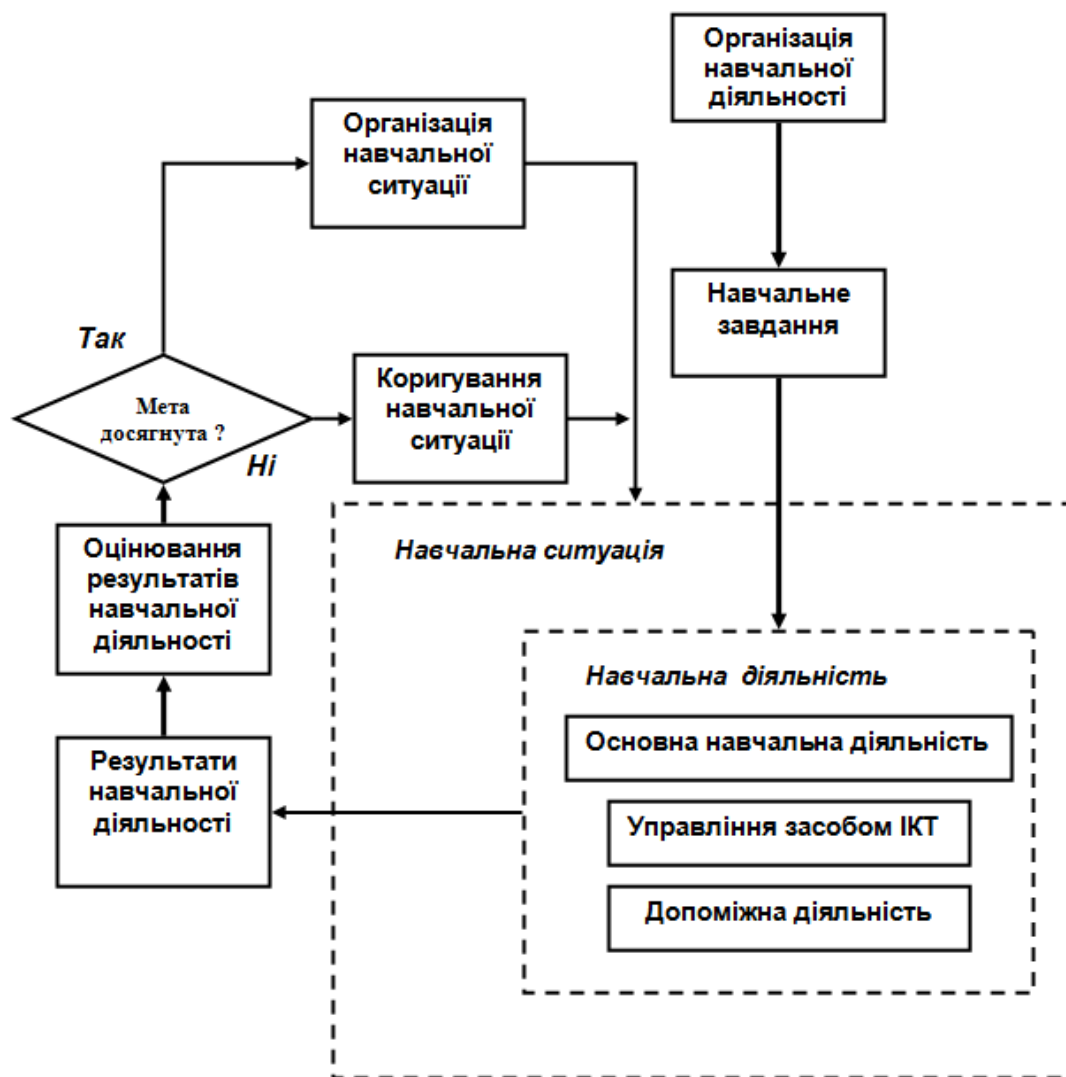 Організація
навчальної
діяльності
Організація
навчальної
ситуації
Навчальне
завдання
Так
Мета
досягнута ?
Ні
Коригування
навчальної
ситуації
Оцінювання
результатів
навчальної
діяльності
Навчальна ситуація
Навчальна діяльність
Основна навчальна діяльність
Результати
навчальної
діяльності
Управління засобом ІКТ
Допоміжна діяльність